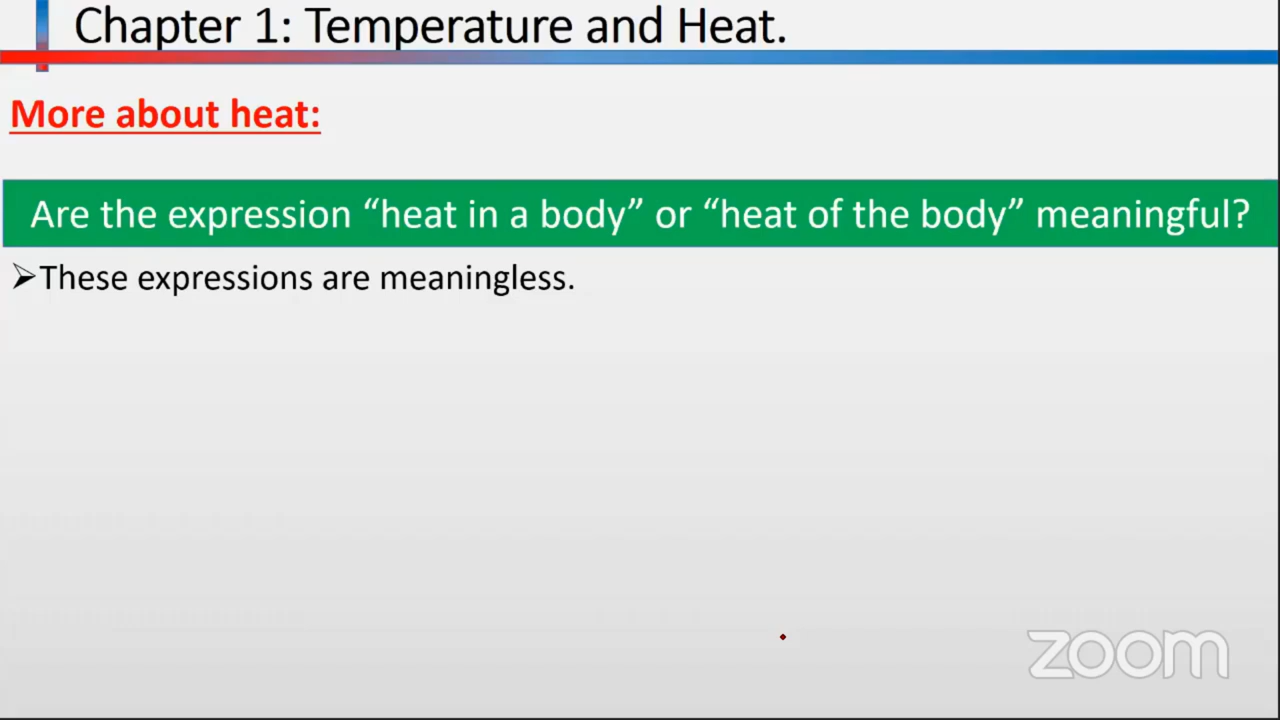 Chapter 1: Temperature and Heat.
More about heat:
Are the expression “heat in a body” or “heat of the body” meaningful?
➢These expressions are meaningless.
zoom